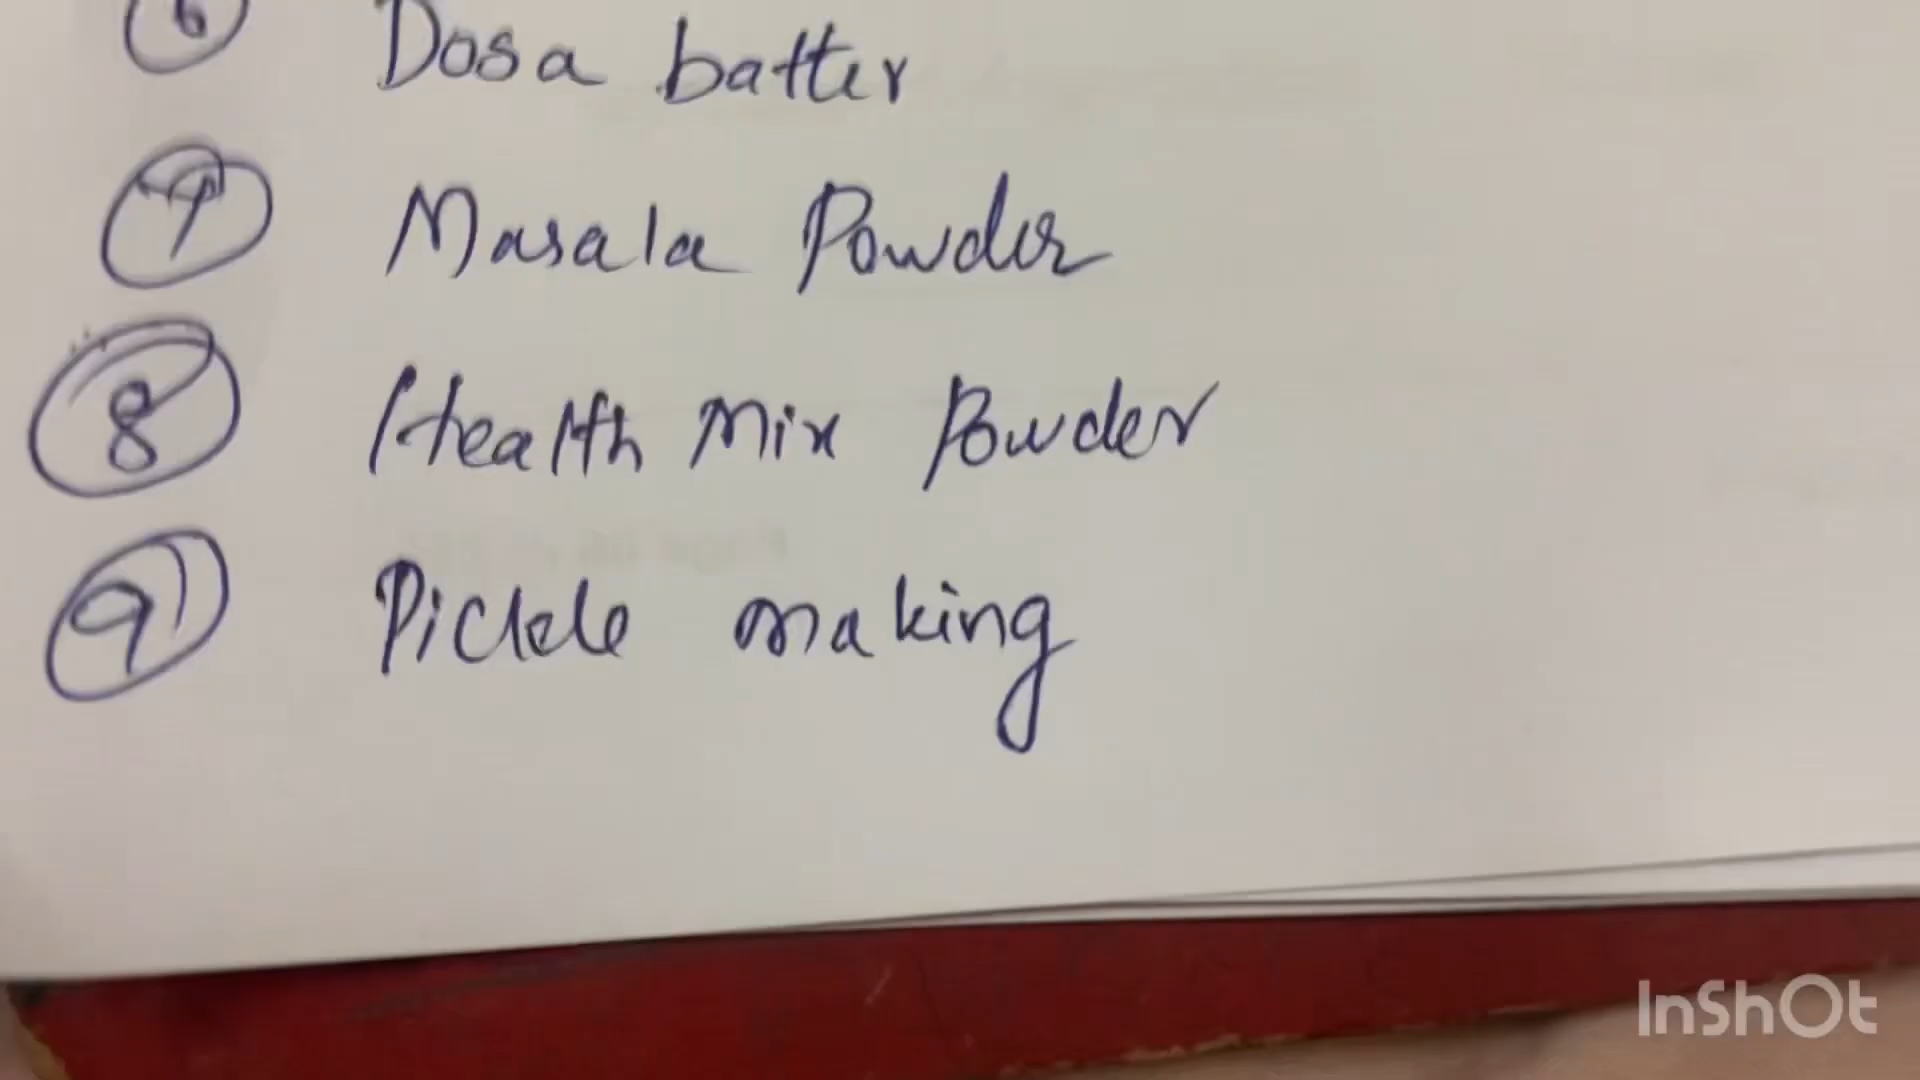 6 Dosa batter
7 Masala Powder
8 Health Mix Powder
9 Pickle making
InShOt